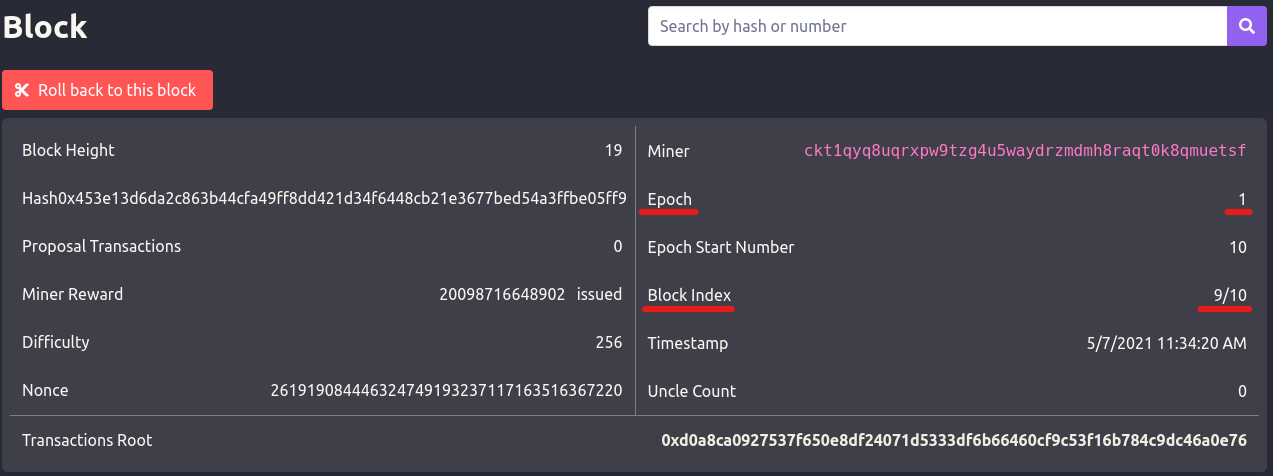 Block
Search by hash or number
Roll back to this block
Block Height 19
Hash0x453e13d6da2c863b44cfa49ff8dd421d34f6448cb21e3677bed54a3ffbe05ff9
Proposal Transactions 0
Miner Reward 20098716648902 issued
Difficulty 256
Nonce 261919084446324749193237117163516367220
Miner ckt1qyq8uqrxpw9tzg4u5waydrzmdmh8raqt0k8qmuetsf
Epoch 1
Epoch Start Number 10
Block Index 9/10
Timestamp 5/7/2021 11:34:20 AM
Uncle Count 0
Transactions Root 0xd0a8ca0927537f650e8df24071d5333df6b66460cf9c53f16b784c9dc46a0e76